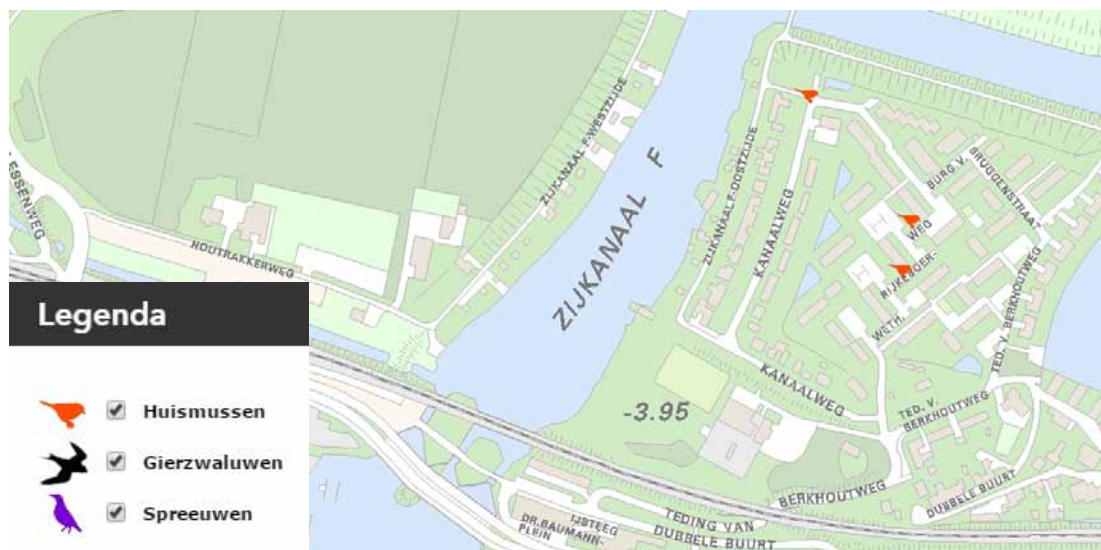 ZIJKANAAL F-WESTZIJDE
ZIJKANAAL F
ZIJKANAAL F-OOSTZIJDE
KANAALWEG
BURG. V.
BRUGGENSTRAAT
WEG
RIJKEBOER-
WETH.
TED. V. BERKHOUTWEG
ESSENWEG
HOUTRAKKERWEG
KANAALWEG
-3.95
TED. V.
BERKHOUTWEG
BERKHOUTWEG
TEDING VAN
DUBBELE BUURT
DUBBELE BUURT
IJBTEEG
DR. BAUMANN-
PLEIN
Legenda
Huismussen
Gierzwaluwen
Spreeuwen